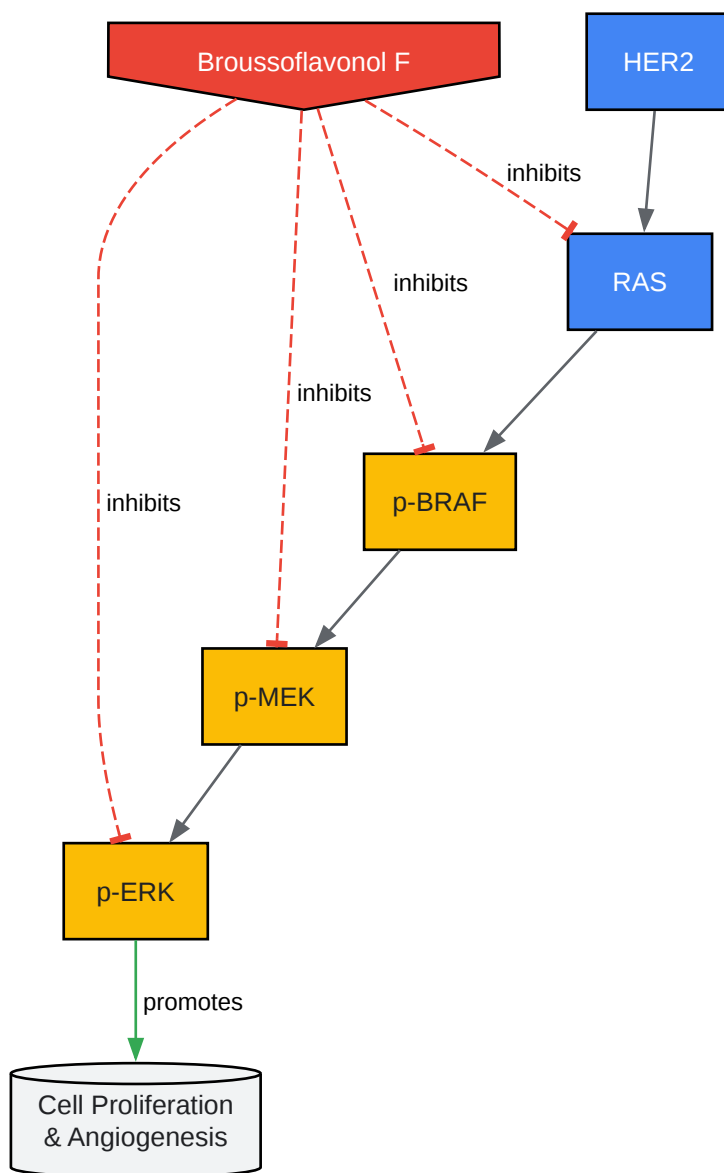 Broussoflavonol F
HER2
inhibits
RAS
inhibits
inhibits
p-BRAF
inhibits
p-MEK
p-ERK
promotes
Cell Proliferation
& Angiogenesis